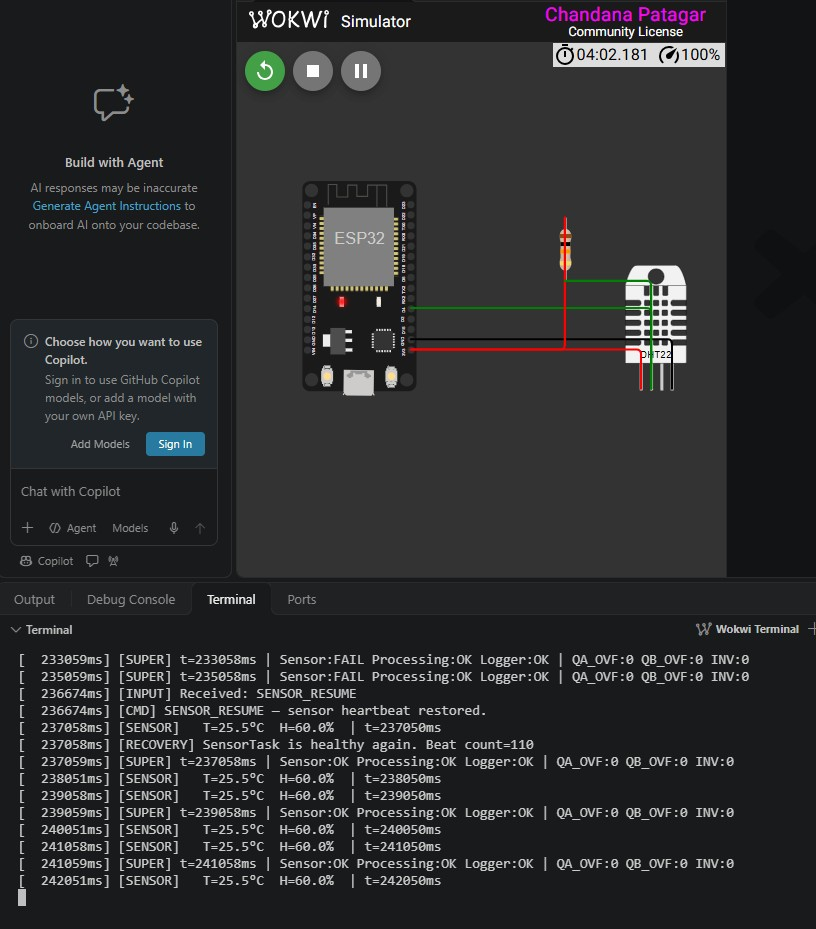 WOKWI Simulator
Chandana Patagar
Community License
04:02.181 100%
Build with Agent
AI responses may be inaccurate
Generate Agent Instructions to
onboard AI onto your codebase.
ESP32
DHT22
Choose how you want to use
Copilot.
Sign in to use GitHub Copilot
models, or add a model with
your own API key.
Add Models Sign In
Chat with Copilot
Agent Models
Copilot
Output Debug Console Terminal Ports
Terminal
Wokwi Terminal
[  233059ms] [SUPER] t=233058ms | Sensor:FAIL Processing:OK Logger:OK | QA_OVF:0 QB_OVF:0 INV:0
[  235059ms] [SUPER] t=235058ms | Sensor:FAIL Processing:OK Logger:OK | QA_OVF:0 QB_OVF:0 INV:0
[  236674ms] [INPUT] Received: SENSOR_RESUME
[  236674ms] [CMD] SENSOR_RESUME — sensor heartbeat restored.
[  237058ms] [SENSOR]   T=25.5°C  H=60.0%  | t=237050ms
[  237058ms] [RECOVERY] SensorTask is healthy again. Beat count=110
[  237059ms] [SUPER] t=237058ms | Sensor:OK Processing:OK Logger:OK | QA_OVF:0 QB_OVF:0 INV:0
[  238051ms] [SENSOR]   T=25.5°C  H=60.0%  | t=238050ms
[  239058ms] [SENSOR]   T=25.5°C  H=60.0%  | t=239050ms
[  239059ms] [SUPER] t=239058ms | Sensor:OK Processing:OK Logger:OK | QA_OVF:0 QB_OVF:0 INV:0
[  240051ms] [SENSOR]   T=25.5°C  H=60.0%  | t=240050ms
[  241058ms] [SENSOR]   T=25.5°C  H=60.0%  | t=241050ms
[  241059ms] [SUPER] t=241058ms | Sensor:OK Processing:OK Logger:OK | QA_OVF:0 QB_OVF:0 INV:0
[  242051ms] [SENSOR]   T=25.5°C  H=60.0%  | t=242050ms